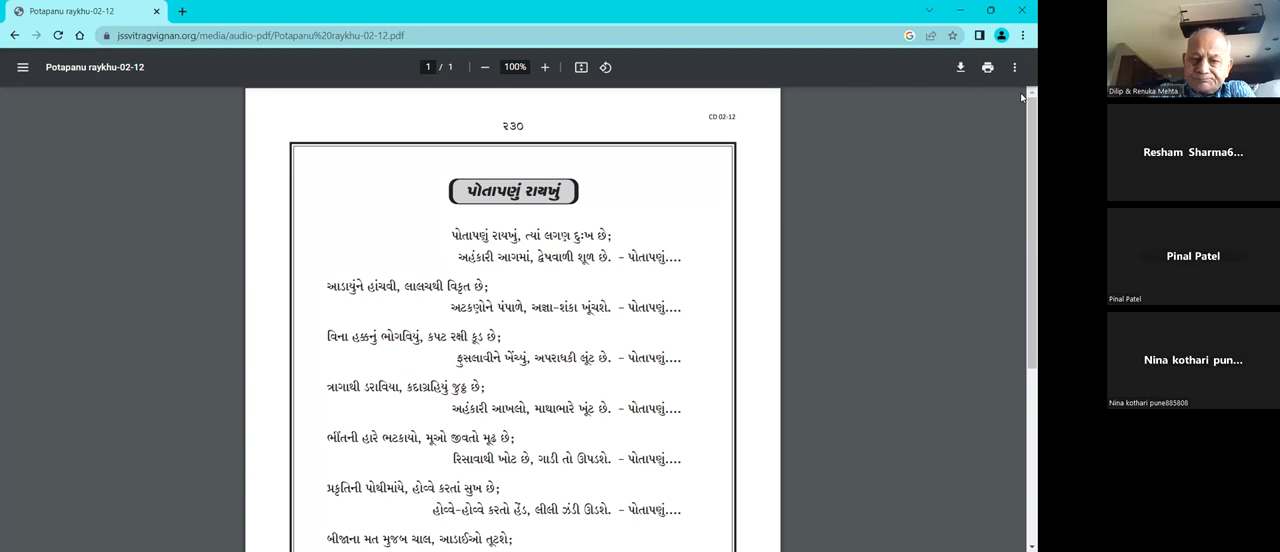 Potapanu raykhu-02-12
jssvitragvignan.org/media/audio-pdf/Potapanu%20raykhu-02-12.pdf
Potapanu raykhu-02-12
1 / 1
100%
CD 02-12
૨૩૦
પોતાપણું રાયખું
પોતાપણું રાયખું, ત્યાં લગણ દુઃખ છે;
અહંકારી આગમાં, દ્વેષવાળી શૂળ છે. – પોતાપણું....
આડાયુંને હાંચવી, લાલચથી વિકૃત છે;
અટકણોને પંપાળે, અજ્ઞા-શંકા ખૂંચશે. – પોતાપણું....
વિના હક્કનું ભોગવિયું, કપટ રક્ષી કૂડ છે;
ફુસલાવીને ખેંચ્યું, અપરાધકી લૂંટ છે. – પોતાપણું....
ત્રાગાથી ડરાવિયા, કદાગ્રહિયું જુઠ્ઠ છે;
અહંકારી આખલો, માથાભારે ખૂંટ છે. – પોતાપણું....
ભીંતની હારે ભટકાયો, મૂઓ જીવતો મૂઢ છે;
રિસાવાથી ખોટ છે, ગાડી તો ઊપડશે. – પોતાપણું....
પ્રકૃતિની પોથીમાંયે, હોવ્વે કરતાં સુખ છે;
હોવ્વે-હોવ્વે કરતો હેંડ, લીલી ઝંડી ઊડશે. – પોતાપણું....
બીજાના મત મુજબ ચાલ, આડાઈઓ તૂટશે;
Dilip & Renuka Mehta
Resham Sharma6...
Pinal Patel
Pinal Patel
Nina kothari pun...
Nina kothari pune885808